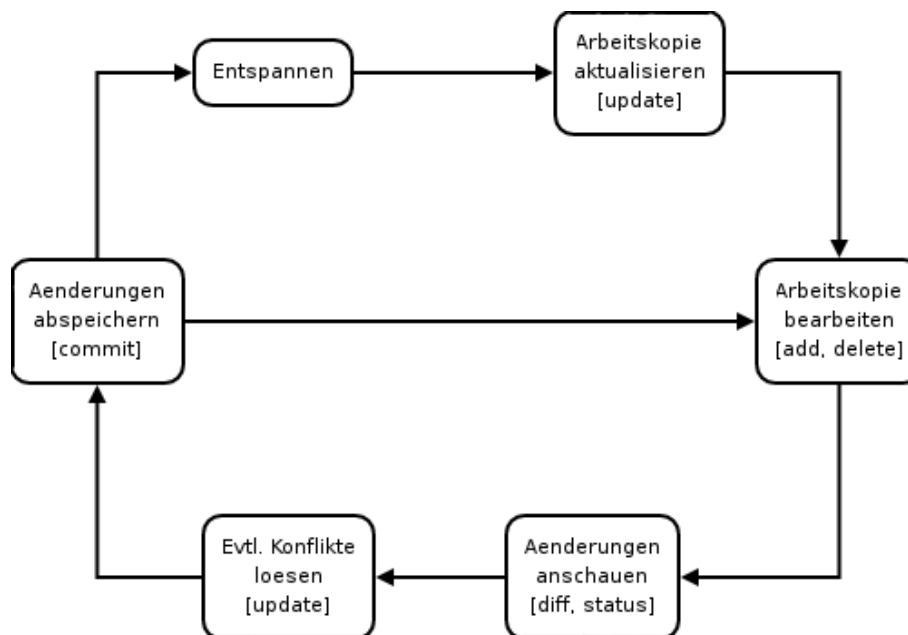 Entspannen
Arbeitskopie
aktualisieren
[update]
Aenderungen
abspeichern
[commit]
Arbeitskopie
bearbeiten
[add, delete]
Evtl. Konflikte
loesen
[update]
Aenderungen
anschauen
[diff, status]